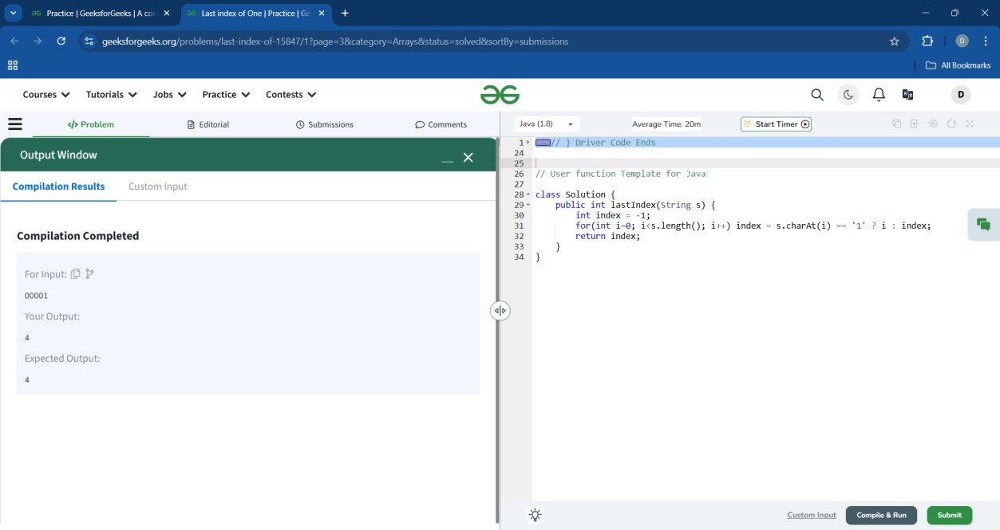 Practice | GeeksforGeeks | A cor
Last index of One | Practice | Ge
geeksforgeeks.org/problems/last-index-of-15847/1?page=3&category=Arrays&status=solved&sortBy=submissions
D
All Bookmarks
Courses
Tutorials
Jobs
Practice
Contests
D
</> Problem
Editorial
Submissions
Comments
Java (1.8)
Average Time: 20m
Start Timer
Output Window
Compilation Results
Custom Input
Compilation Completed
For Input:
00001
Your Output:
4
Expected Output:
4
1 // } Driver Code Ends
24
25
26 // User function Template for Java
27
28 class Solution {
29     public int lastIndex(String s) {
30         int index = -1;
31         for(int i=0; i<s.length(); i++) index = s.charAt(i) == '1' ? i : index;
32         return index;
33     }
34 }
Custom Input
Compile & Run
Submit